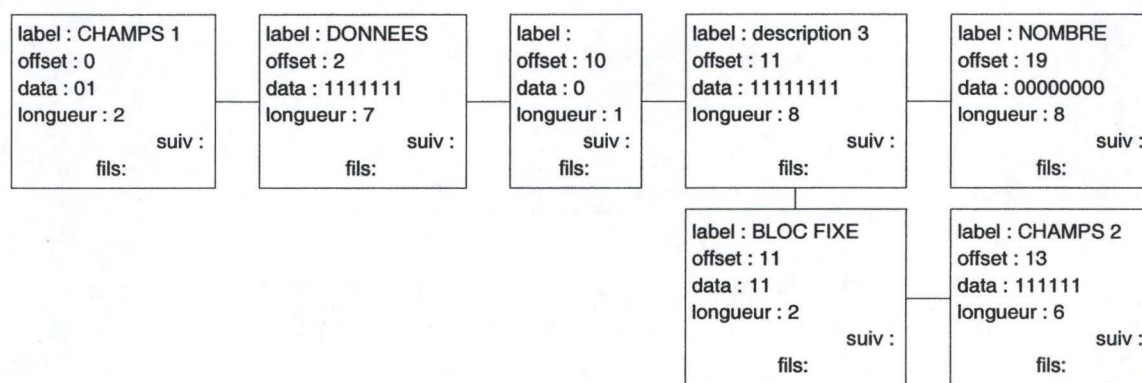 label : CHAMPS 1
offset : 0
data : 01
longueur : 2
suiv :
fils:
label : DONNEES
offset : 2
data : 1111111
longueur : 7
suiv :
fils:
label :
offset : 10
data : 0
longueur : 1
suiv :
fils:
label : description 3
offset : 11
data : 11111111
longueur : 8
suiv :
fils:
label : NOMBRE
offset : 19
data : 00000000
longueur : 8
suiv :
fils:
label : BLOC FIXE
offset : 11
data : 11
longueur : 2
suiv :
fils:
label : CHAMPS 2
offset : 13
data : 111111
longueur : 6
suiv :
fils: